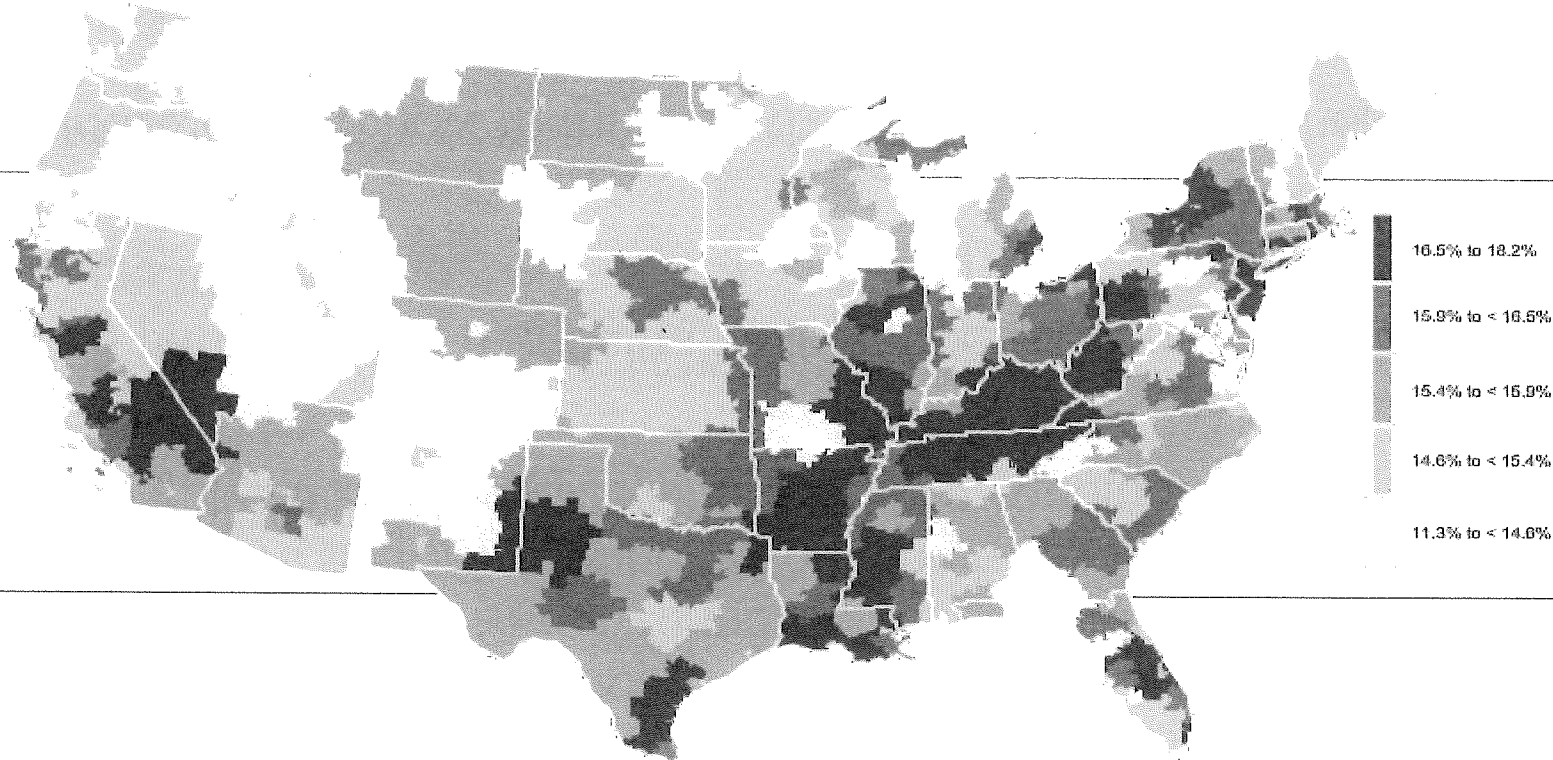 16.5% to 18.2%
15.9% to < 16.5%
15.4% to < 15.9%
14.6% to < 15.4%
11.3% to < 14.6%